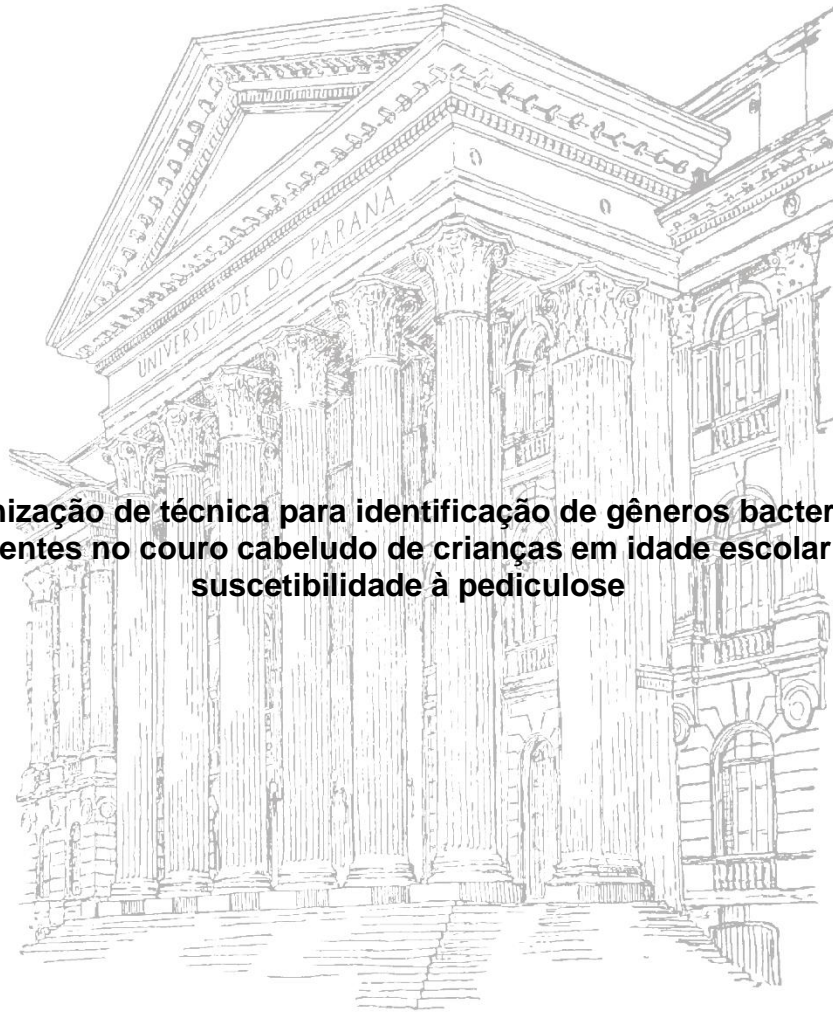 UNIVERSIDADE DO PARANÁ
nização de técnica para identificação de gêneros bacter
entes no couro cabeludo de crianças em idade escolar
suscetibilidade à pediculose